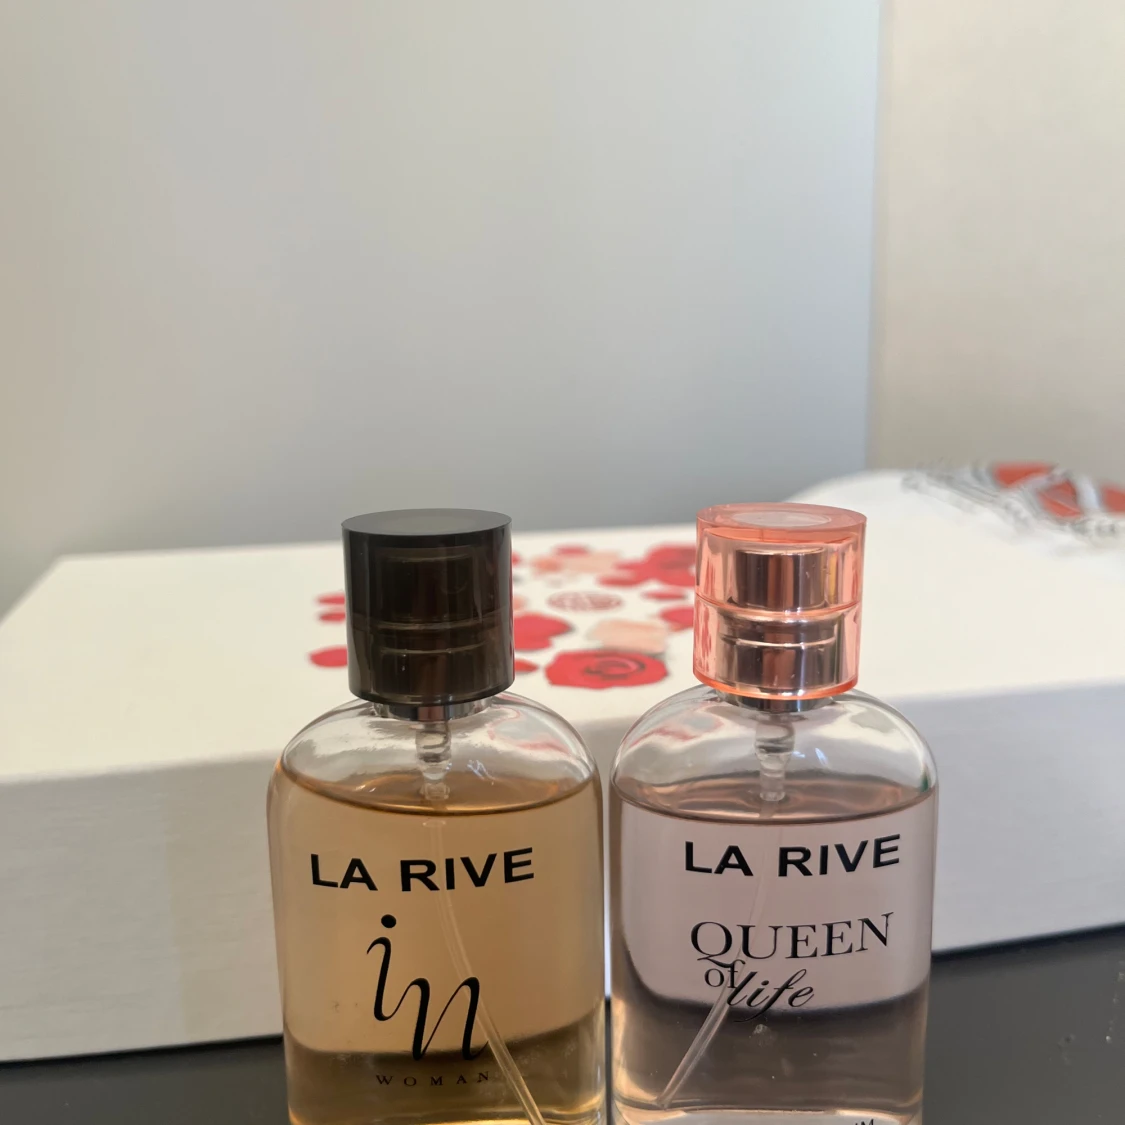 LA RIVE
in
WOMAN
LA RIVE
QUEEN
of life